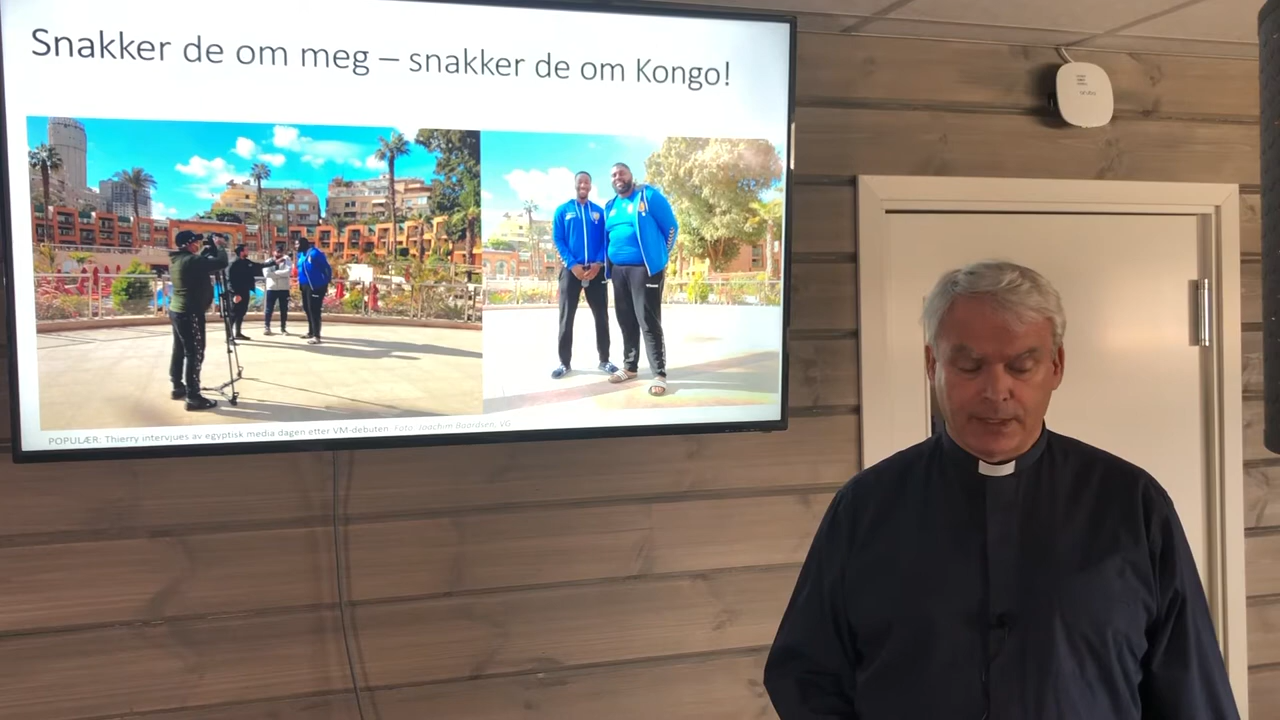 Snakker de om meg – snakker de om Kongo!
POPULÆR: Thierry intervjues av egyptisk media dagen etter VM-debuten. Foto: Joachim Baardsen, VG